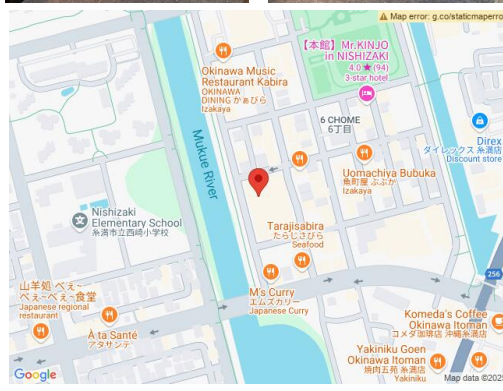 Map error: g.co/staticmaperro
【本館】Mr.KINJO
in NISHIZAKI
4.0 ★ (94)
3-star hotel
Okinawa Music
Restaurant Kabira
OKINAWA
DINING かぁびら
Izakaya
6 CHOME
6丁目
Direx
ダイレックス 糸満店
Discount store
Mukue River
Uomachiya Bubuka
魚町屋 ぶぶか
Izakaya
Nishizaki
Elementary School
糸満市立西崎小学校
Tarajisabira
たらじさびら
Seafood
256
山羊処 べぇ~
べぇ~べぇ~食堂
Japanese regional
restaurant
M's Curry
エムズカリー
Japanese Curry
Komeda's Coffee
Okinawa Itoman
コメダ珈琲店 沖縄糸満店
À ta Santé
アタサンテ
Yakiniku Goen
Okinawa Itoman
焼肉五苑 糸満店
Yakiniku
Google
Map data ©202